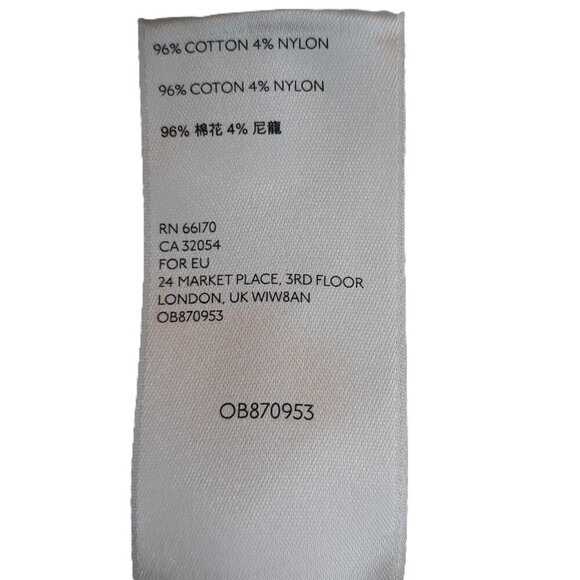 96% COTTON 4% NYLON
96% COTON 4% NYLON
96% 棉花 4% 尼龍
RN 66170
CA 32054
FOR EU
24 MARKET PLACE, 3RD FLOOR
LONDON, UK W1W8AN
OB870953
OB870953